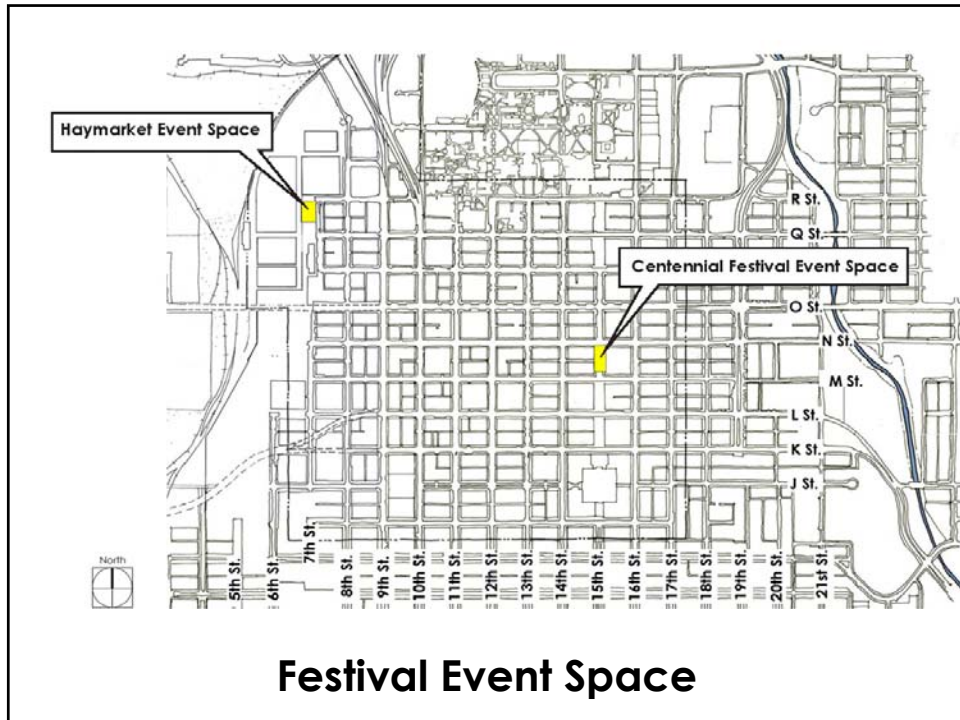 Haymarket Event Space
R St.
Q St.
Centennial Festival Event Space
O St.
N St.
M St.
L St.
K St.
J St.
North
5th St.
6th St.
7th St.
8th St.
9th St.
10th St.
11th St.
12th St.
13th St.
14th St.
15th St.
16th St.
17th St.
18th St.
19th St.
20th St.
21st St.
Festival Event Space